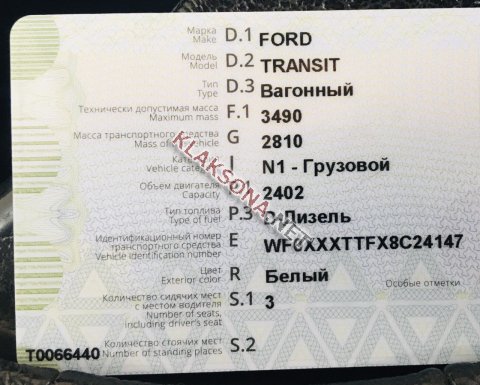 Марка
Make D.1 FORD
Модель
Model D.2 TRANSIT
Тип
Type D.3 Вагонный
Технически допустимая масса
Maximum mass F.1 3490
Масса транспортного средства
Mass of vehicle G 2810
Vehicle I N1 - Грузовой
Объем двигателя
Capacity 2402
Тип топлива
Type of fuel P.3 Дизель
Идентификационный номер
транспортного средства
Vehicle identification number E WF0XXXTTFX8C24147
Цвет
Exterior color R Белый
Особые отметки
Количество сидячих мест
с местом водителя
Number of seats,
including driver's seat S.1 3
Количество стоячих мест
Number of standing places S.2
T0066440
KLAKSONA.NET